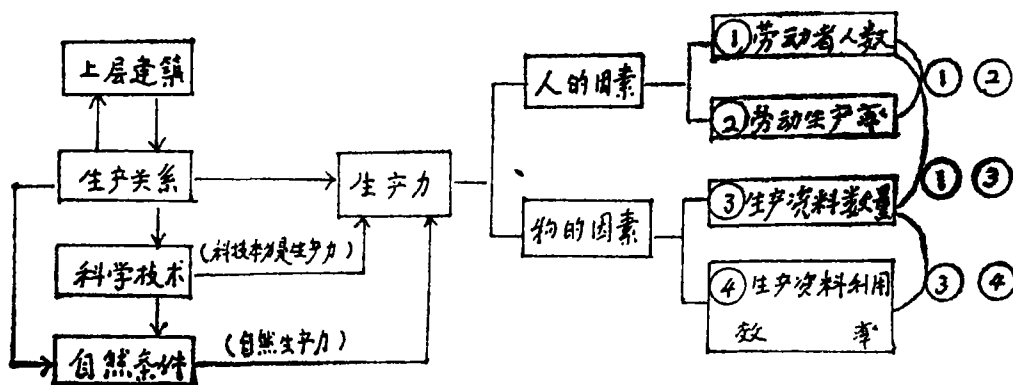 上层建筑
生产关系
科学技术
自然条件
(科技本力是生产力)
(自然生产力)
生产力
人的因素
物的因素
①劳动者人数
②劳动生产率
③生产资料数量
④生产资料利用
效 率
① ②
① ③
③ ④